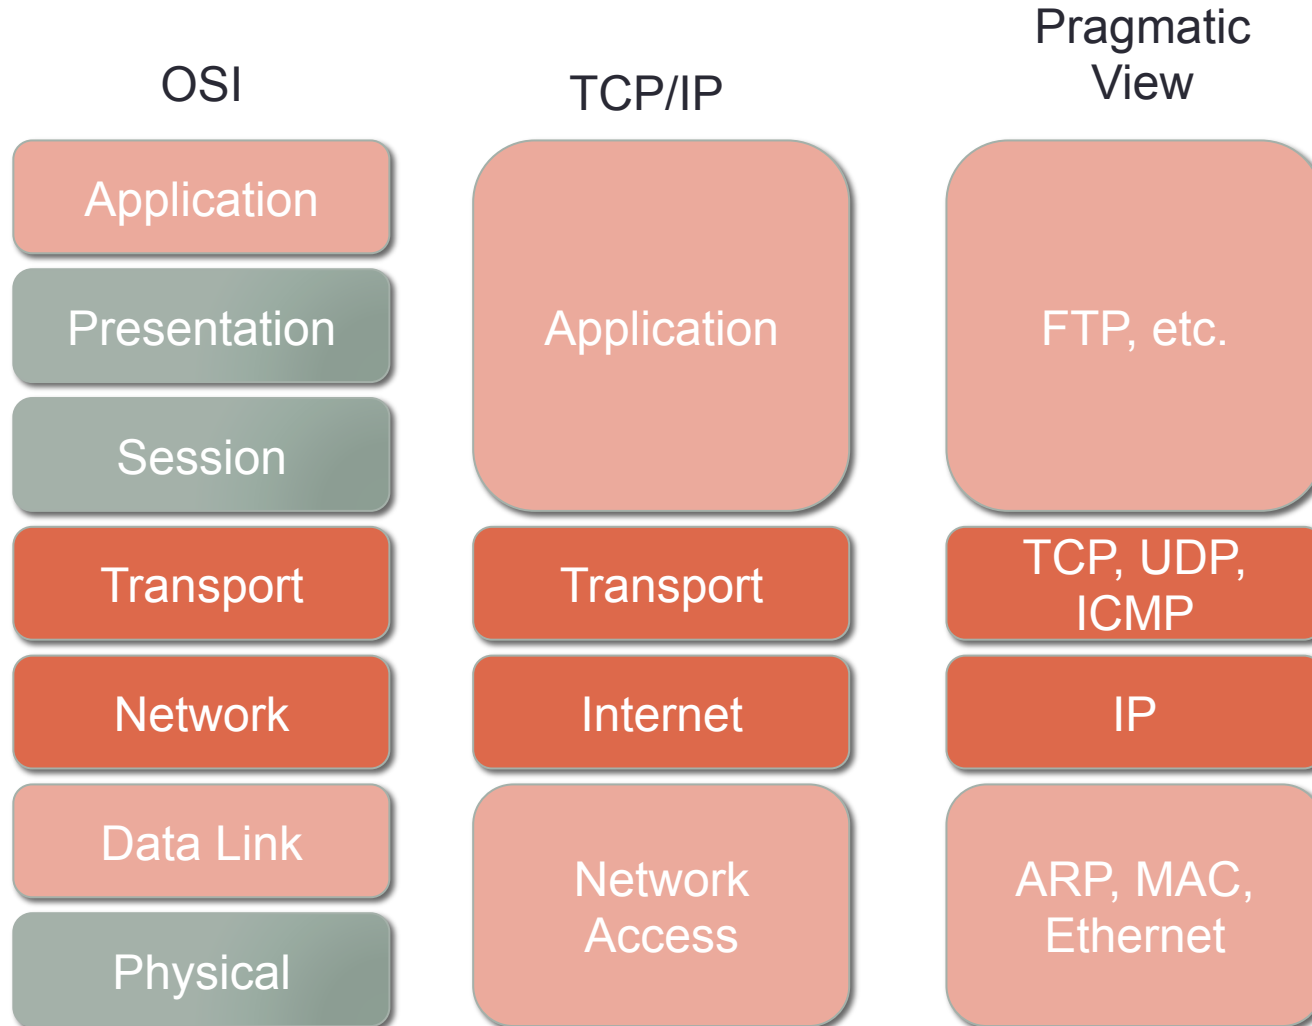 OSI
TCP/IP
Pragmatic
View
Application
Presentation
Session
Transport
Network
Data Link
Physical
Application
Transport
Internet
Network
Access
FTP, etc.
TCP, UDP,
ICMP
IP
ARP, MAC,
Ethernet